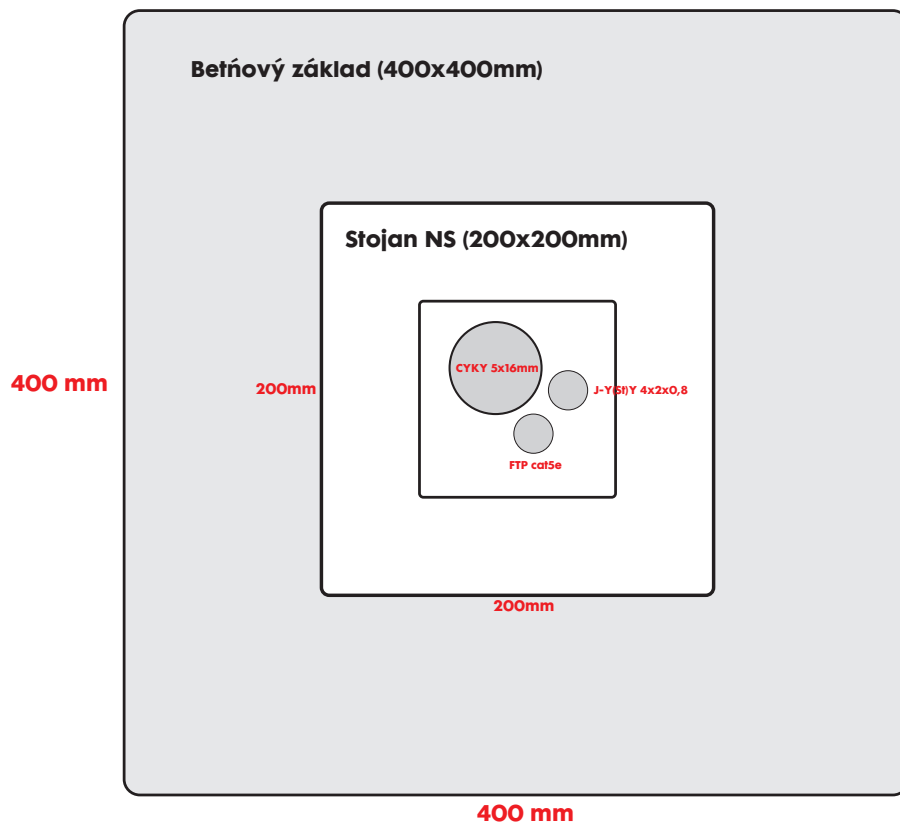 Betńový základ (400x400mm)
Stojan NS (200x200mm)
CYKY 5x16mm
400 mm
200mm
J-Y(St)Y 4x2x0,8
FTP cat5e
200mm
400 mm